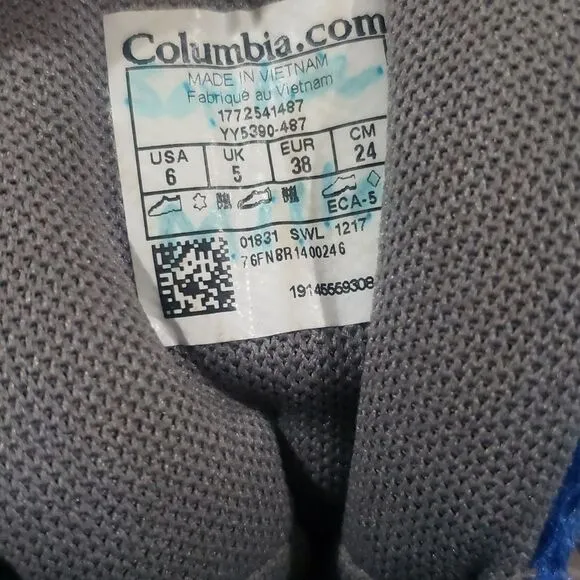 Columbia.com
MADE IN VIETNAM
Fabriqué au Vietnam
1772541487
YY5390-487
USA UK EUR CM
6 5 38 24
ECA-5
01831 SWL 1217
76FN8R1400246
19145559308